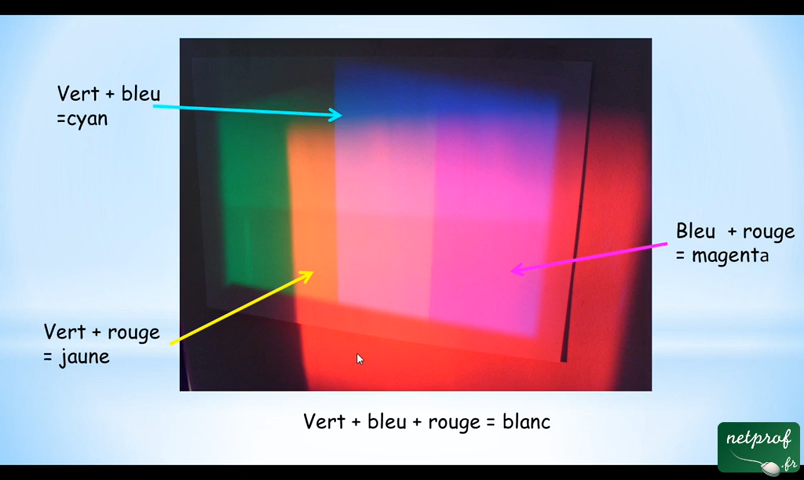 Vert + bleu
=cyan
Bleu + rouge
= magenta
Vert + rouge
= jaune
Vert + bleu + rouge = blanc
netprof
.fr